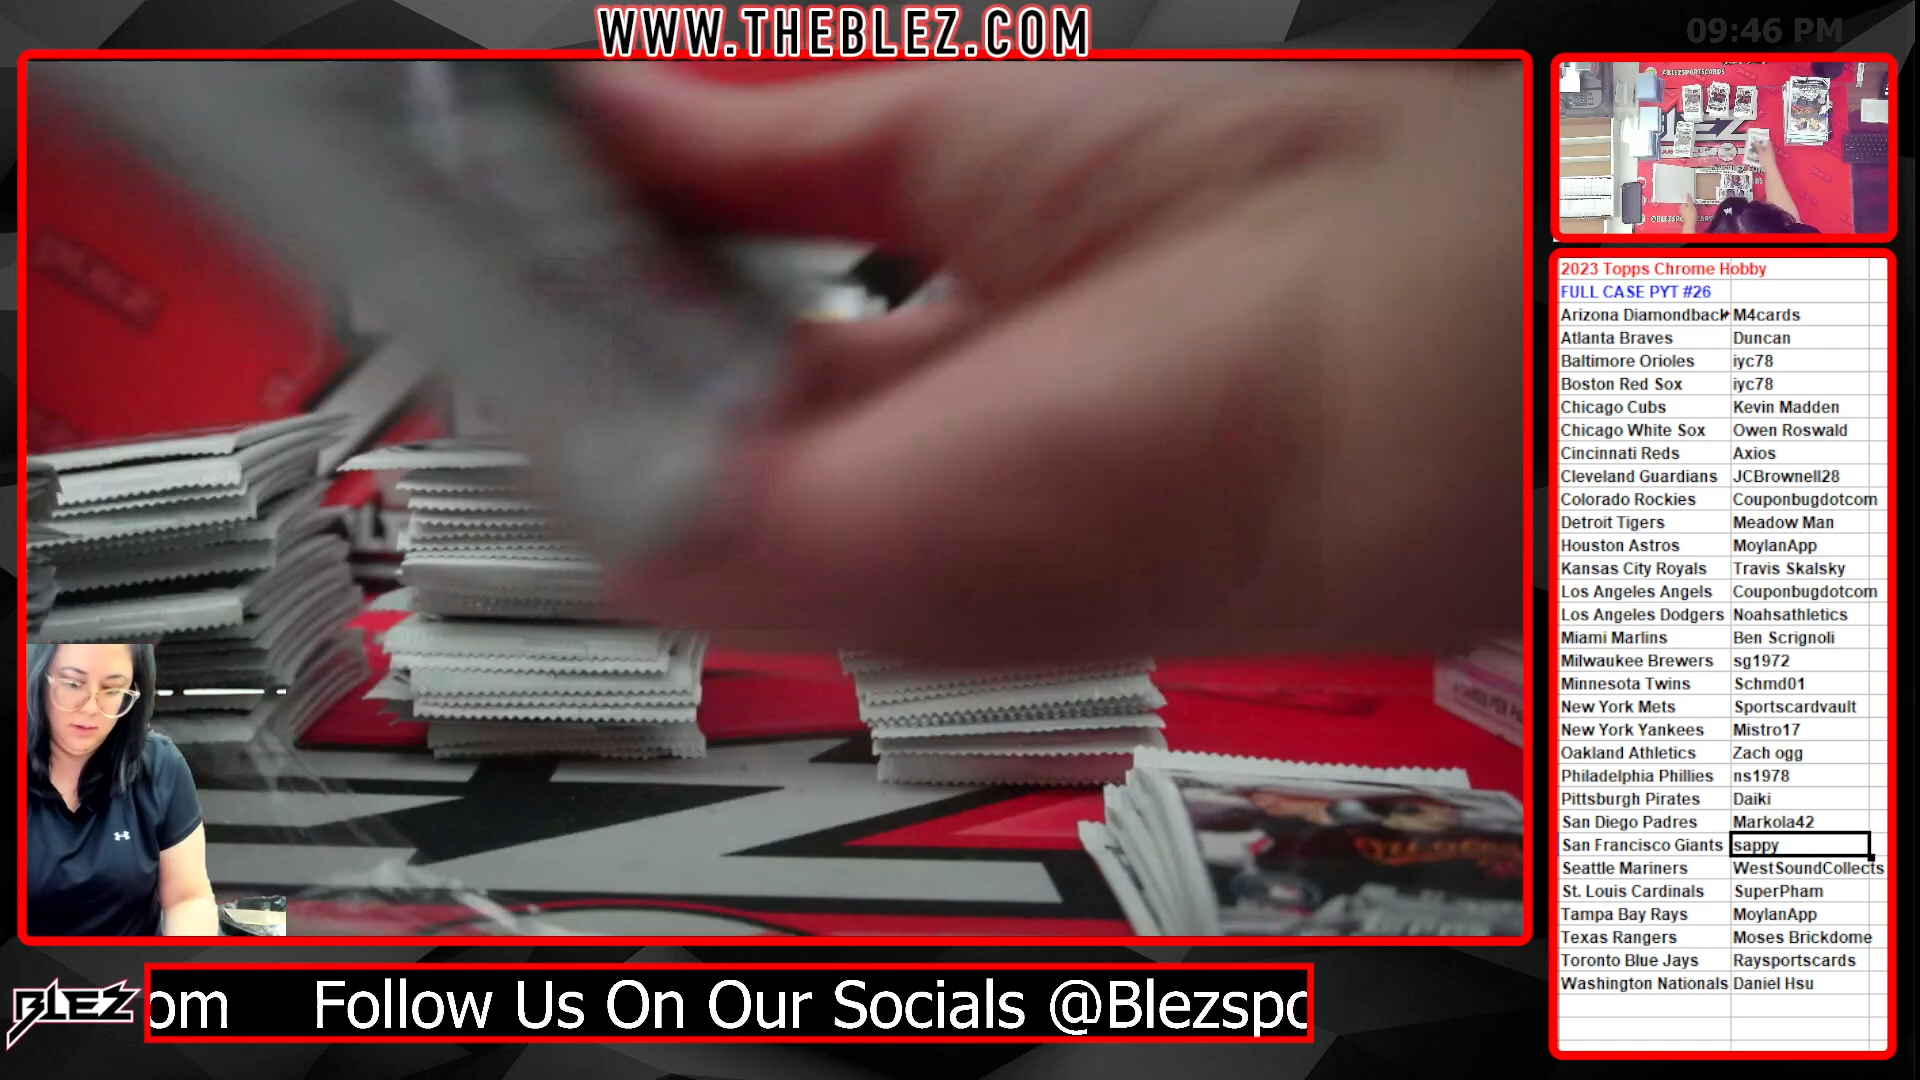 WWW.THEBLEZ.COM
09:46 PM
@BLEZSPORTSCARDS
2023 Topps Chrome Hobby
FULL CASE PYT #26
Arizona Diamondback M4cards
Atlanta Braves Duncan
Baltimore Orioles iyc78
Boston Red Sox iyc78
Chicago Cubs Kevin Madden
Chicago White Sox Owen Roswald
Cincinnati Reds Axios
Cleveland Guardians JCBrownell28
Colorado Rockies Couponbugdotcom
Detroit Tigers Meadow Man
Houston Astros MoylanApp
Kansas City Royals Travis Skalsky
Los Angeles Angels Couponbugdotcom
Los Angeles Dodgers Noahsathletics
Miami Marlins Ben Scrignoli
Milwaukee Brewers sg1972
Minnesota Twins Schmd01
New York Mets Sportscardvault
New York Yankees Mistro17
Oakland Athletics Zach ogg
Philadelphia Phillies ns1978
Pittsburgh Pirates Daiki
San Diego Padres Markola42
San Francisco Giants sappy
Seattle Mariners WestSoundCollects
St. Louis Cardinals SuperPham
Tampa Bay Rays MoylanApp
Texas Rangers Moses Brickdome
Toronto Blue Jays Raysportscards
Washington Nationals Daniel Hsu
BLEZ
om Follow Us On Our Socials @Blezspo